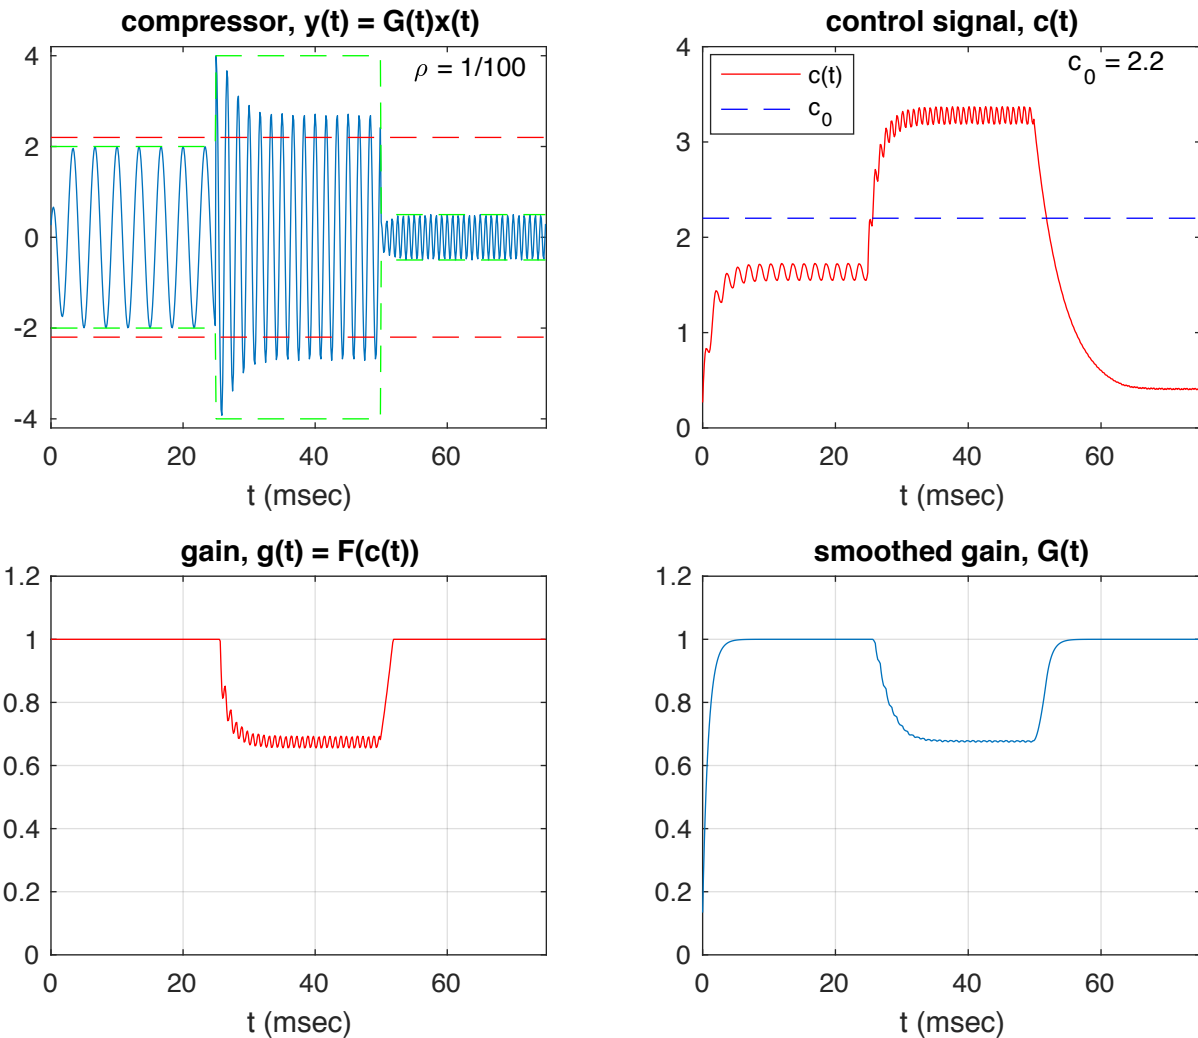 compressor, y(t) = G(t)x(t)
ρ = 1/100
4
2
0
-2
-4
0 20 40 60
t (msec)
control signal, c(t)
c(t)
c₀
c₀ = 2.2
4
3
2
1
0
0 20 40 60
t (msec)
gain, g(t) = F(c(t))
1.2
1
0.8
0.6
0.4
0.2
0
0 20 40 60
t (msec)
smoothed gain, G(t)
1.2
1
0.8
0.6
0.4
0.2
0
0 20 40 60
t (msec)